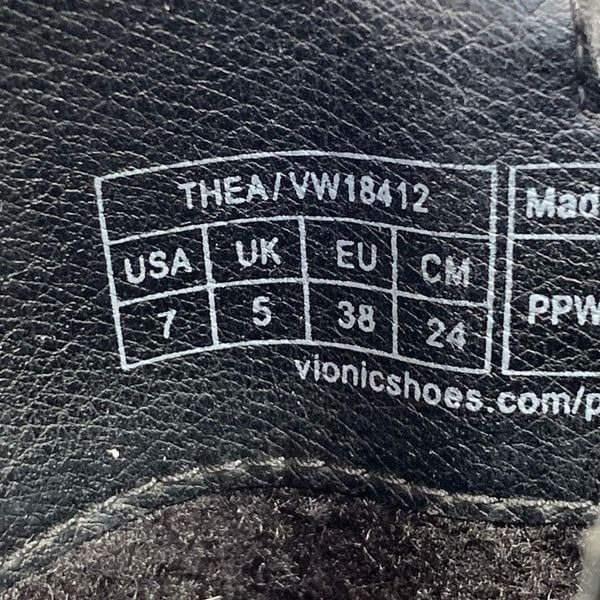 THEA/VW18412
USA UK EU CM
7 5 38 24
Mad
PPW
vionicshoes.com/p